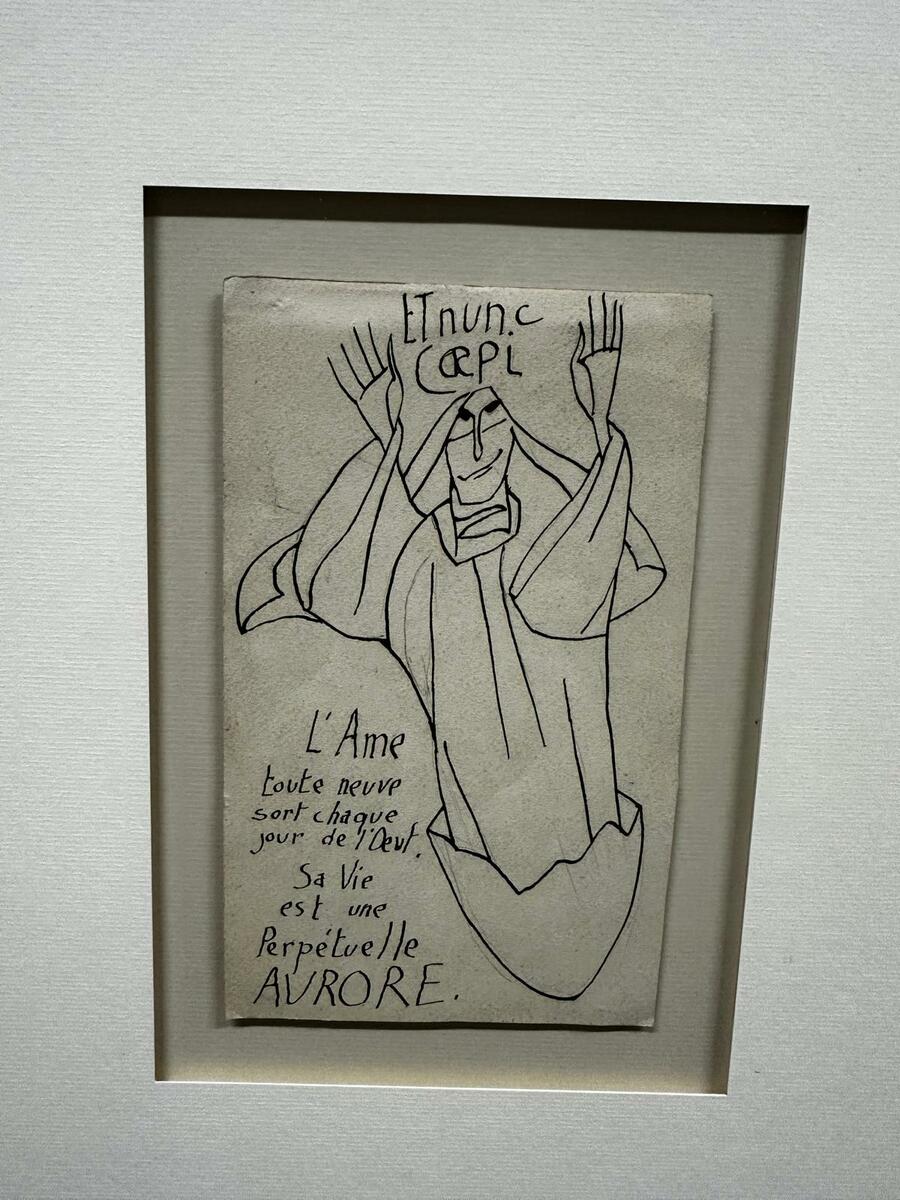 ET nunc
Cœpi
L'Ame
toute neuve
sort chaque
jour de l'Oeuf.
Sa Vie
est une
Perpétuelle
AVRORE.